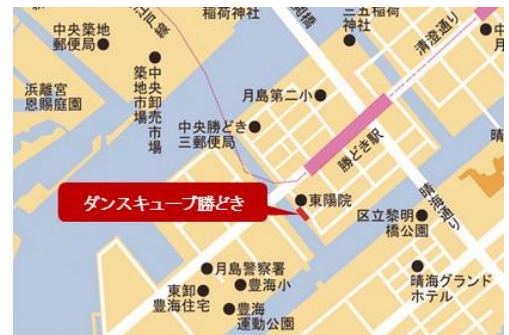 稲荷神社
三五稲荷
神社
清澄通り
中央築地
郵便局
中央卸売市場
築地市場
浜離宮
恩賜庭園
月島第二小
中央勝どき
三郵便局
勝どき駅
ダンスキューブ勝どき
東陽院
区立黎明
橋公園
晴海通り
月島警察署
豊海小
東卸
豊海住宅
豊海
運動公園
晴海グランド
ホテル